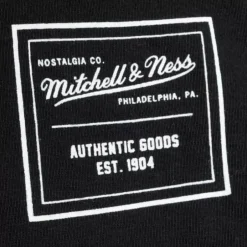 NOSTALGIA CO.
Mitchell & Ness
PHILADELPHIA, PA.
AUTHENTIC GOODS
EST. 1904